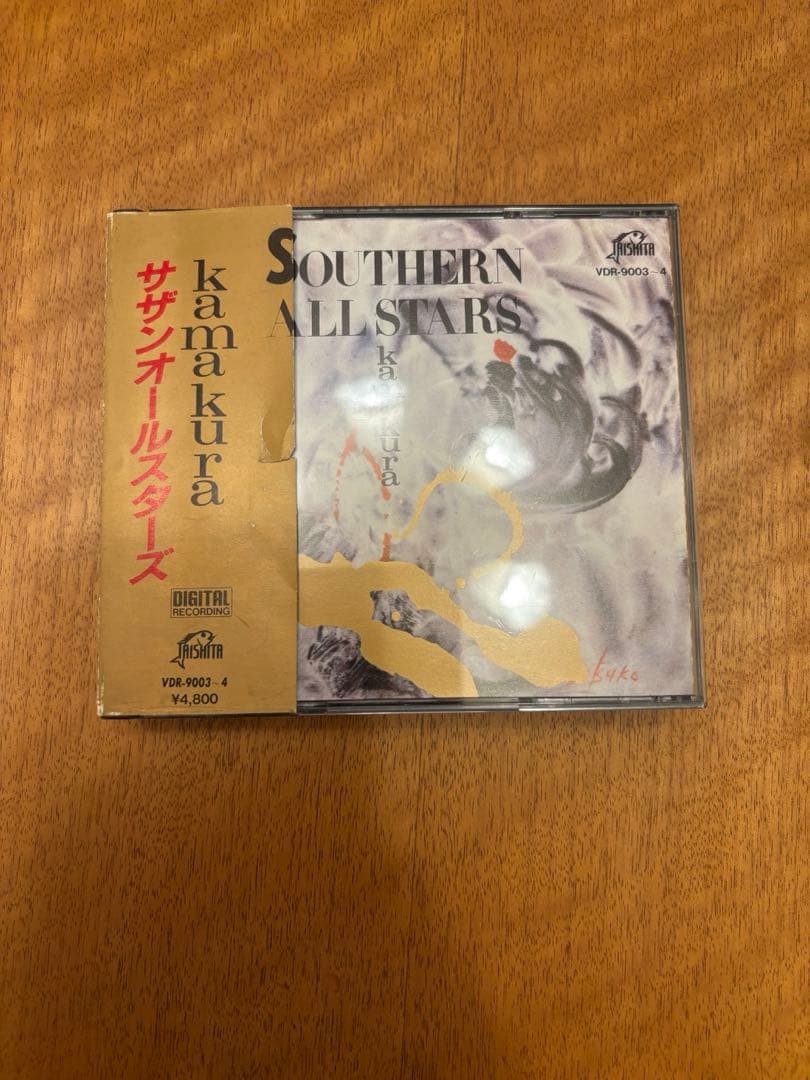 サザンオールスターズ
kamakura
DIGITAL
RECORDING
TAISHITA
VDR-9003~4
¥4,800
SOUTHERN
ALL STARS
kamakura
TAISHITA
VDR-9003~4